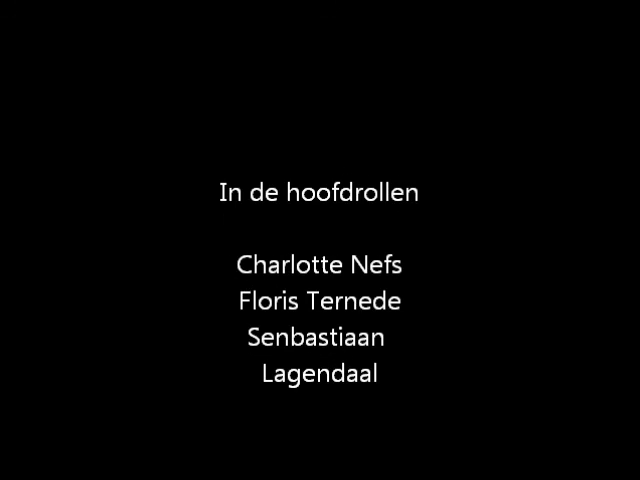 In de hoofdrollen
Charlotte Nefs
Floris Ternede
Senbastiaan
Lagendaal